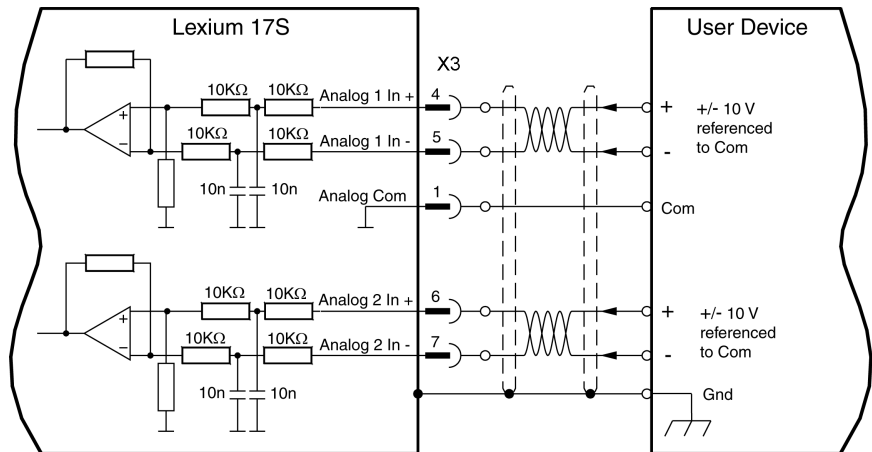 Lexium 17S
User Device
X3
10KΩ 10KΩ Analog 1 In + 4
+ +/- 10 V
referenced
to Com
+
10KΩ 10KΩ Analog 1 In - 5
-
-
10n 10n
Analog Com 1
Com
10KΩ 10KΩ Analog 2 In + 6
+ +/- 10 V
referenced
to Com
+
10KΩ 10KΩ Analog 2 In - 7
-
-
10n 10n
Gnd